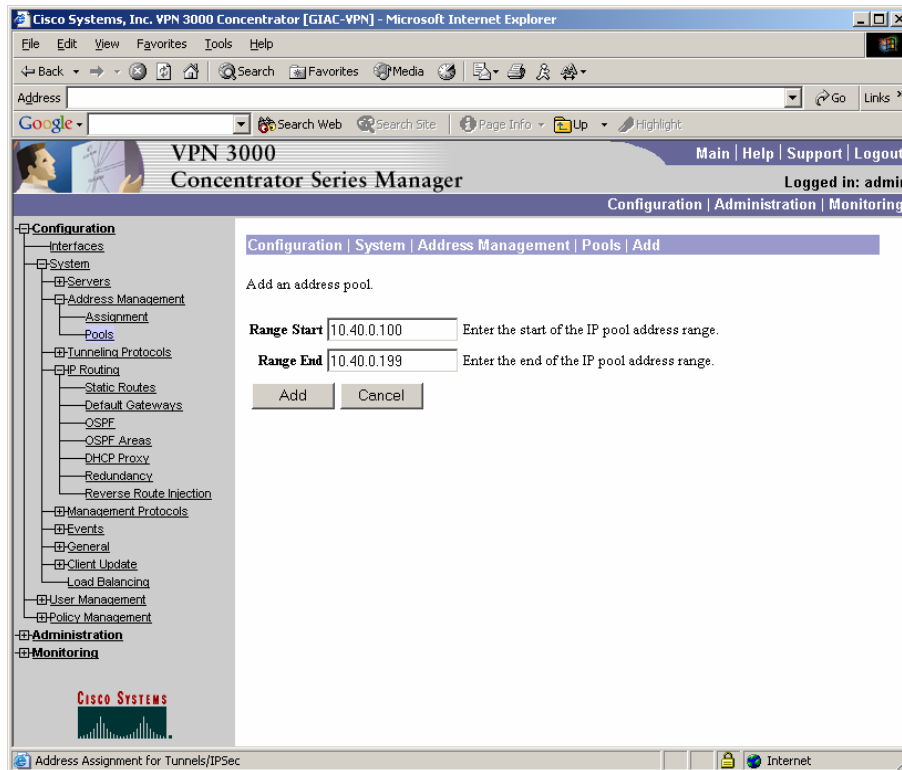 Cisco Systems, Inc. VPN 3000 Concentrator [GIAC-VPN] - Microsoft Internet Explorer
File Edit View Favorites Tools Help
Back Search Favorites Media
Address Go Links »
Google Search Web Search Site Page Info Up Highlight
VPN 3000
Concentrator Series Manager
Main | Help | Support | Logout
Logged in: admin
Configuration | Administration | Monitoring
Configuration
Interfaces
System
Servers
Address Management
Assignment
Pools
Tunneling Protocols
IP Routing
Static Routes
Default Gateways
OSPF
OSPF Areas
DHCP Proxy
Redundancy
Reverse Route Injection
Management Protocols
Events
General
Client Update
Load Balancing
User Management
Policy Management
Administration
Monitoring
CISCO SYSTEMS
Configuration | System | Address Management | Pools | Add
Add an address pool.
Range Start 10.40.0.100 Enter the start of the IP pool address range.
Range End 10.40.0.199 Enter the end of the IP pool address range.
Add Cancel
Address Assignment for Tunnels/IPSec Internet